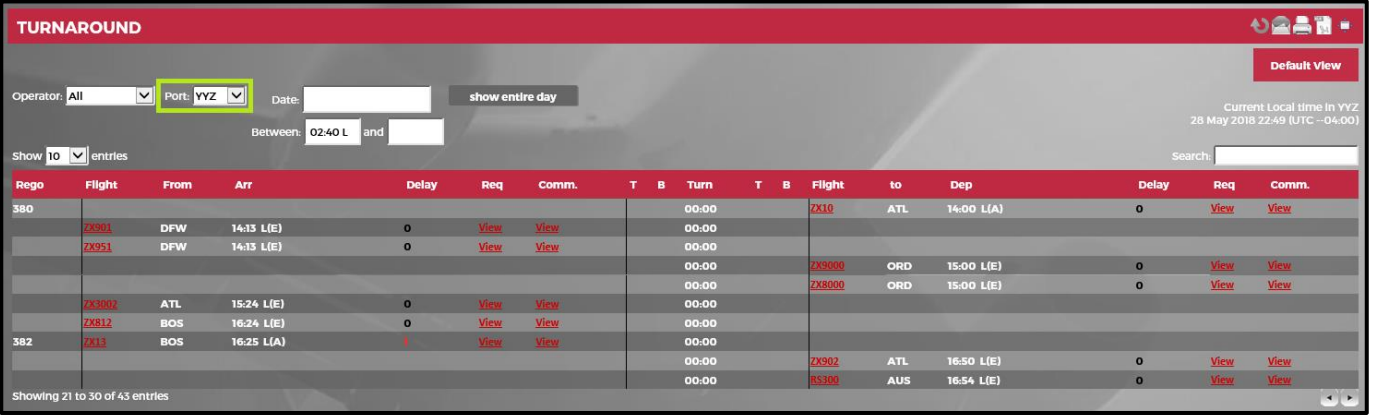 TURNAROUND
Default View
Operator: All Port: YYZ Date: show entire day
Current Local time in YYZ
28 May 2018 22:49 (UTC --04:00)
Between: 02:40 L and
Show 10 entries Search:
Rego Flight From Arr Delay Req Comm. T B Turn T B Flight to Dep Delay Req Comm.
380 00:00 ZX10 ATL 14:00 L(A) 0 View View
ZX901 DFW 14:13 L(E) 0 View View 00:00
ZX951 DFW 14:13 L(E) 0 View View 00:00
00:00 ZX9000 ORD 15:00 L(E) 0 View View
00:00 ZX8000 ORD 15:00 L(E) 0 View View
ZX3002 ATL 15:24 L(E) 0 View View 00:00
ZX812 BOS 16:24 L(E) 0 View View 00:00
382 ZX13 BOS 16:25 L(A) 1 View View 00:00
00:00 ZX902 ATL 16:50 L(E) 0 View View
00:00 RS300 AUS 16:54 L(E) 0 View View
Showing 21 to 30 of 43 entries